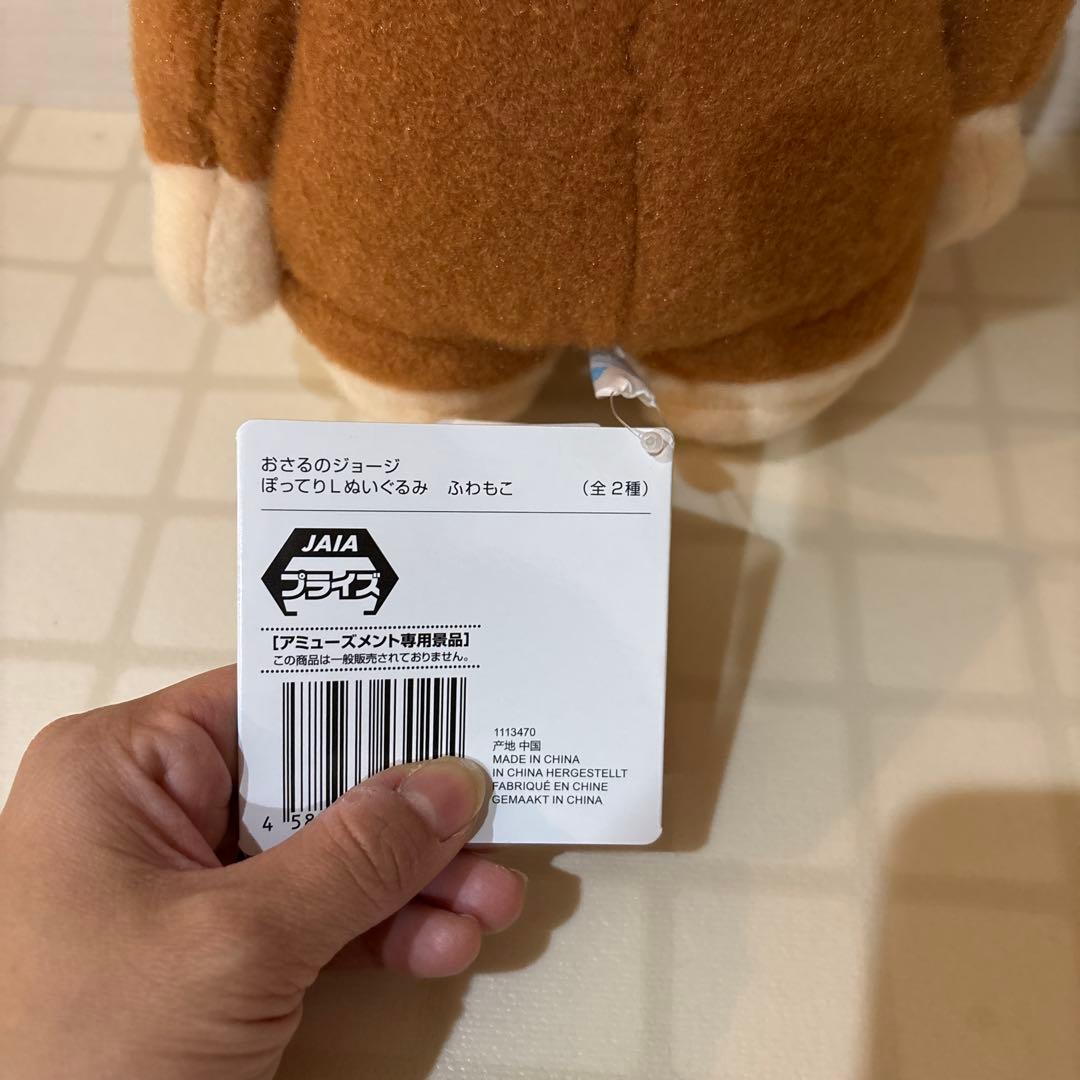 おさるのジョージ
ぽってりLぬいぐるみ　ふわもこ　（全2種）
JAIA
プライズ
[アミューズメント専用景品]
この商品は一般販売されておりません。
1113470
产地 中国
MADE IN CHINA
IN CHINA HERGESTELLT
FABRIQUÉ EN CHINE
GEMAAKT IN CHINA
4 58